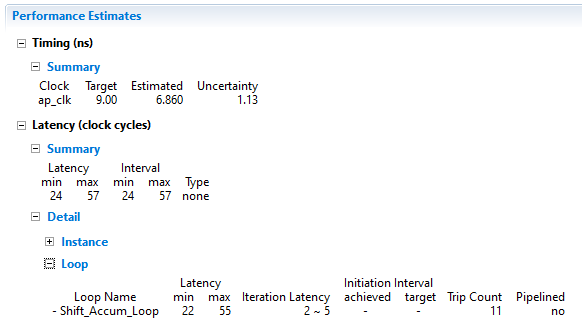 Performance Estimates
Timing (ns)
Summary
Clock Target Estimated Uncertainty
ap_clk 9.00 6.860 1.13
Latency (clock cycles)
Summary
Latency Interval
min max min max Type
24 57 24 57 none
Detail
Instance
Loop
Latency Initiation Interval
Loop Name min max Iteration Latency achieved target Trip Count Pipelined
- Shift_Accum_Loop 22 55 2 ~ 5 - - 11 no